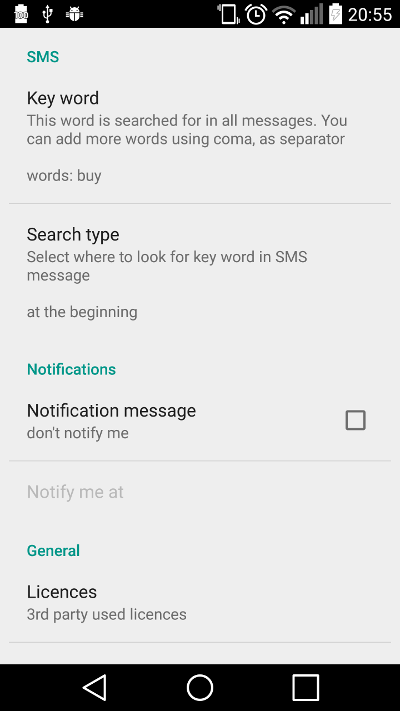 20:55
SMS
Key word
This word is searched for in all messages. You
can add more words using coma, as separator
words: buy
Search type
Select where to look for key word in SMS
message
at the beginning
Notifications
Notification message
don't notify me
Notify me at
General
Licences
3rd party used licences